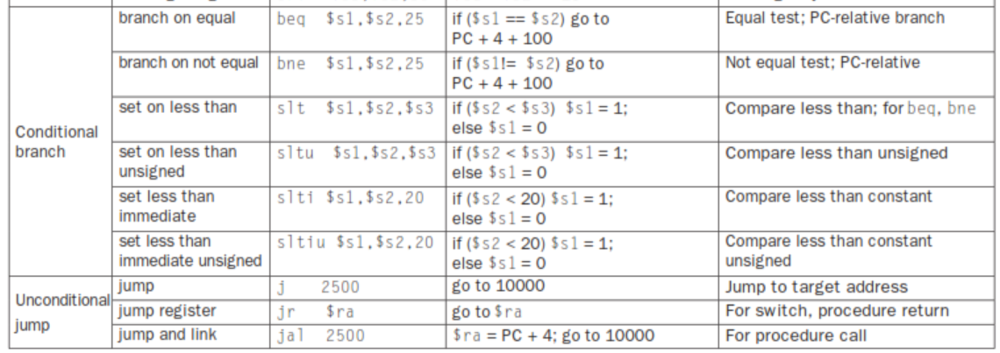 branch on equal beq $s1,$s2,25 if ($s1 == $s2) go to Equal test; PC-relative branch
PC + 4 + 100
branch on not equal bne $s1,$s2,25 if ($s1!= $s2) go to Not equal test; PC-relative
PC + 4 + 100
Conditional
branch
set on less than slt $s1,$s2,$s3 if ($s2 < $s3) $s1 = 1; Compare less than; for beq, bne
else $s1 = 0
set on less than sltu $s1,$s2,$s3 if ($s2 < $s3) $s1 = 1; Compare less than unsigned
unsigned else $s1 = 0
set less than slti $s1,$s2,20 if ($s2 < 20) $s1 = 1; Compare less than constant
immediate else $s1 = 0
set less than sltiu $s1,$s2,20 if ($s2 < 20) $s1 = 1; Compare less than constant
immediate unsigned else $s1 = 0 unsigned
Unconditional
jump
jump j 2500 go to 10000 Jump to target address
jump register jr $ra go to $ra For switch, procedure return
jump and link jal 2500 $ra = PC + 4; go to 10000 For procedure call